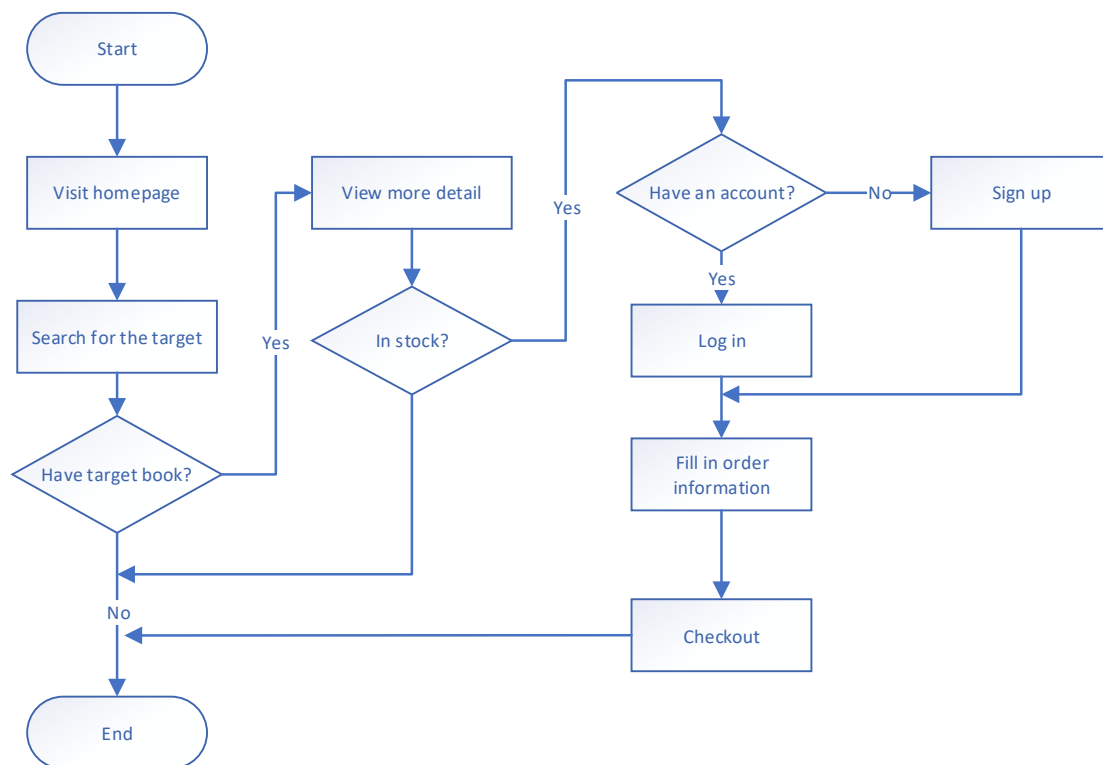 Start
Visit homepage
Search for the target
Have target book?
Yes
No
End
View more detail
In stock?
Yes
Have an account?
No
Sign up
Yes
Log in
Fill in order
information
Checkout